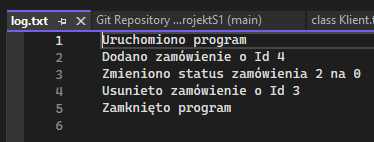 log.txt Git Repository ...rojektS1 (main) class Klient.
1 Uruchomiono program
2 Dodano zamówienie o Id 4
3 Zmieniono status zamówienia 2 na 0
4 Usunieto zamówienie o Id 3
5 Zamknięto program
6